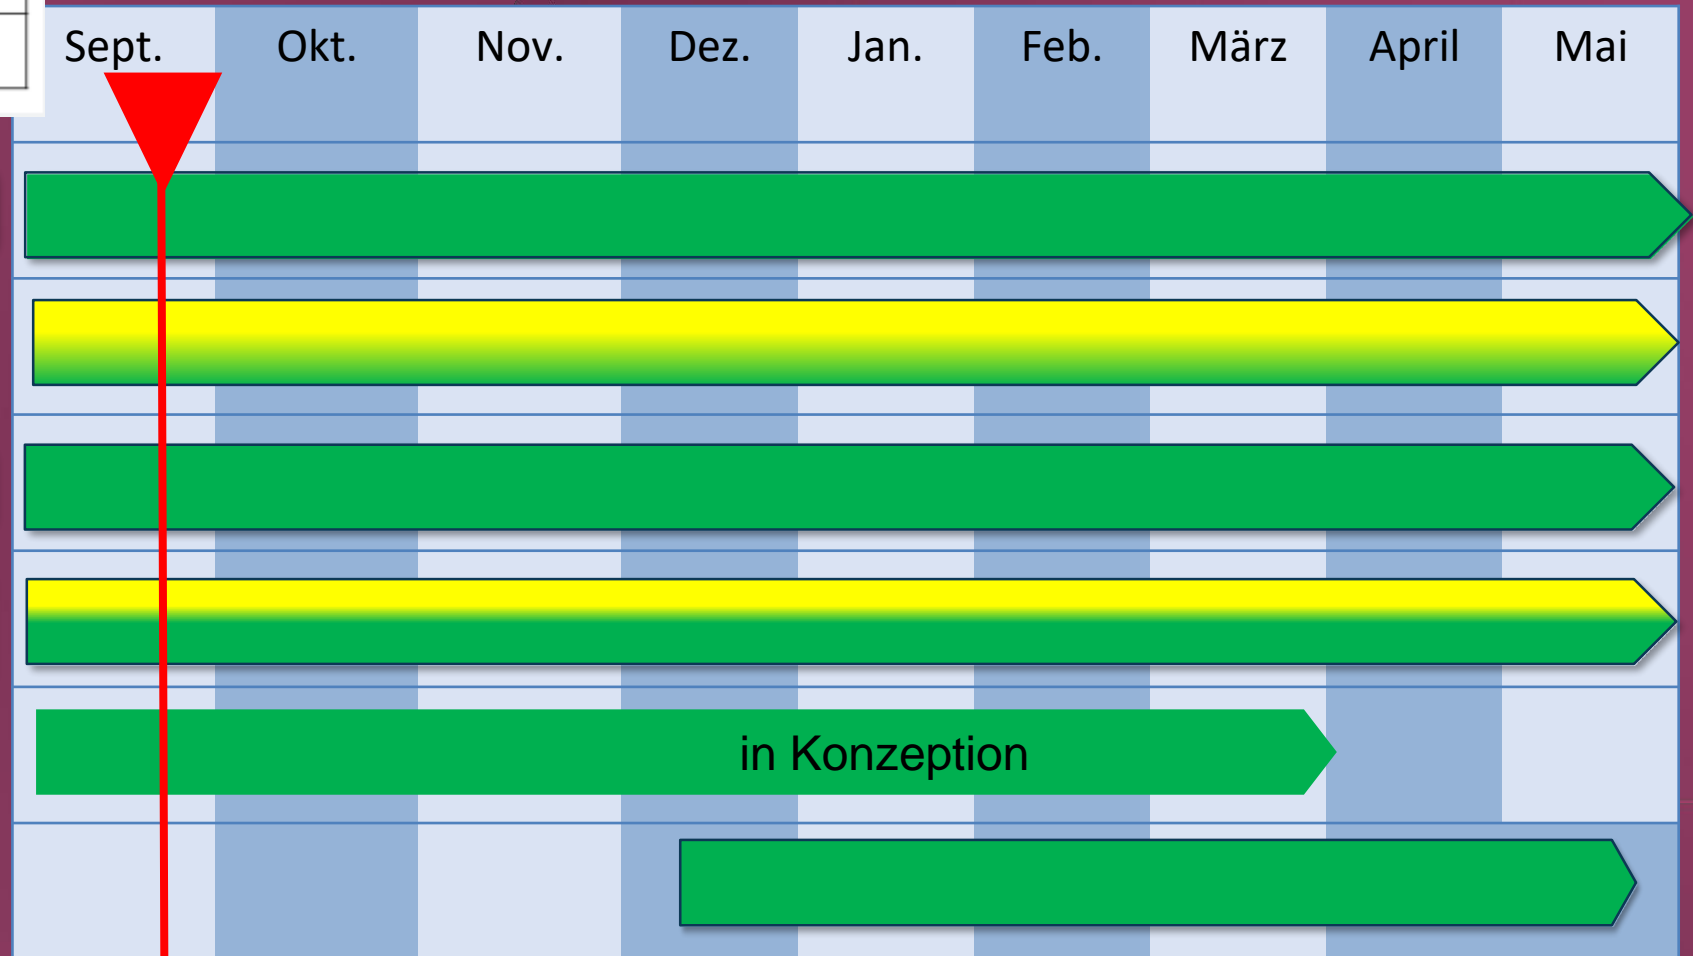 Sept. Okt. Nov. Dez. Jan. Feb. März April Mai
in Konzeption